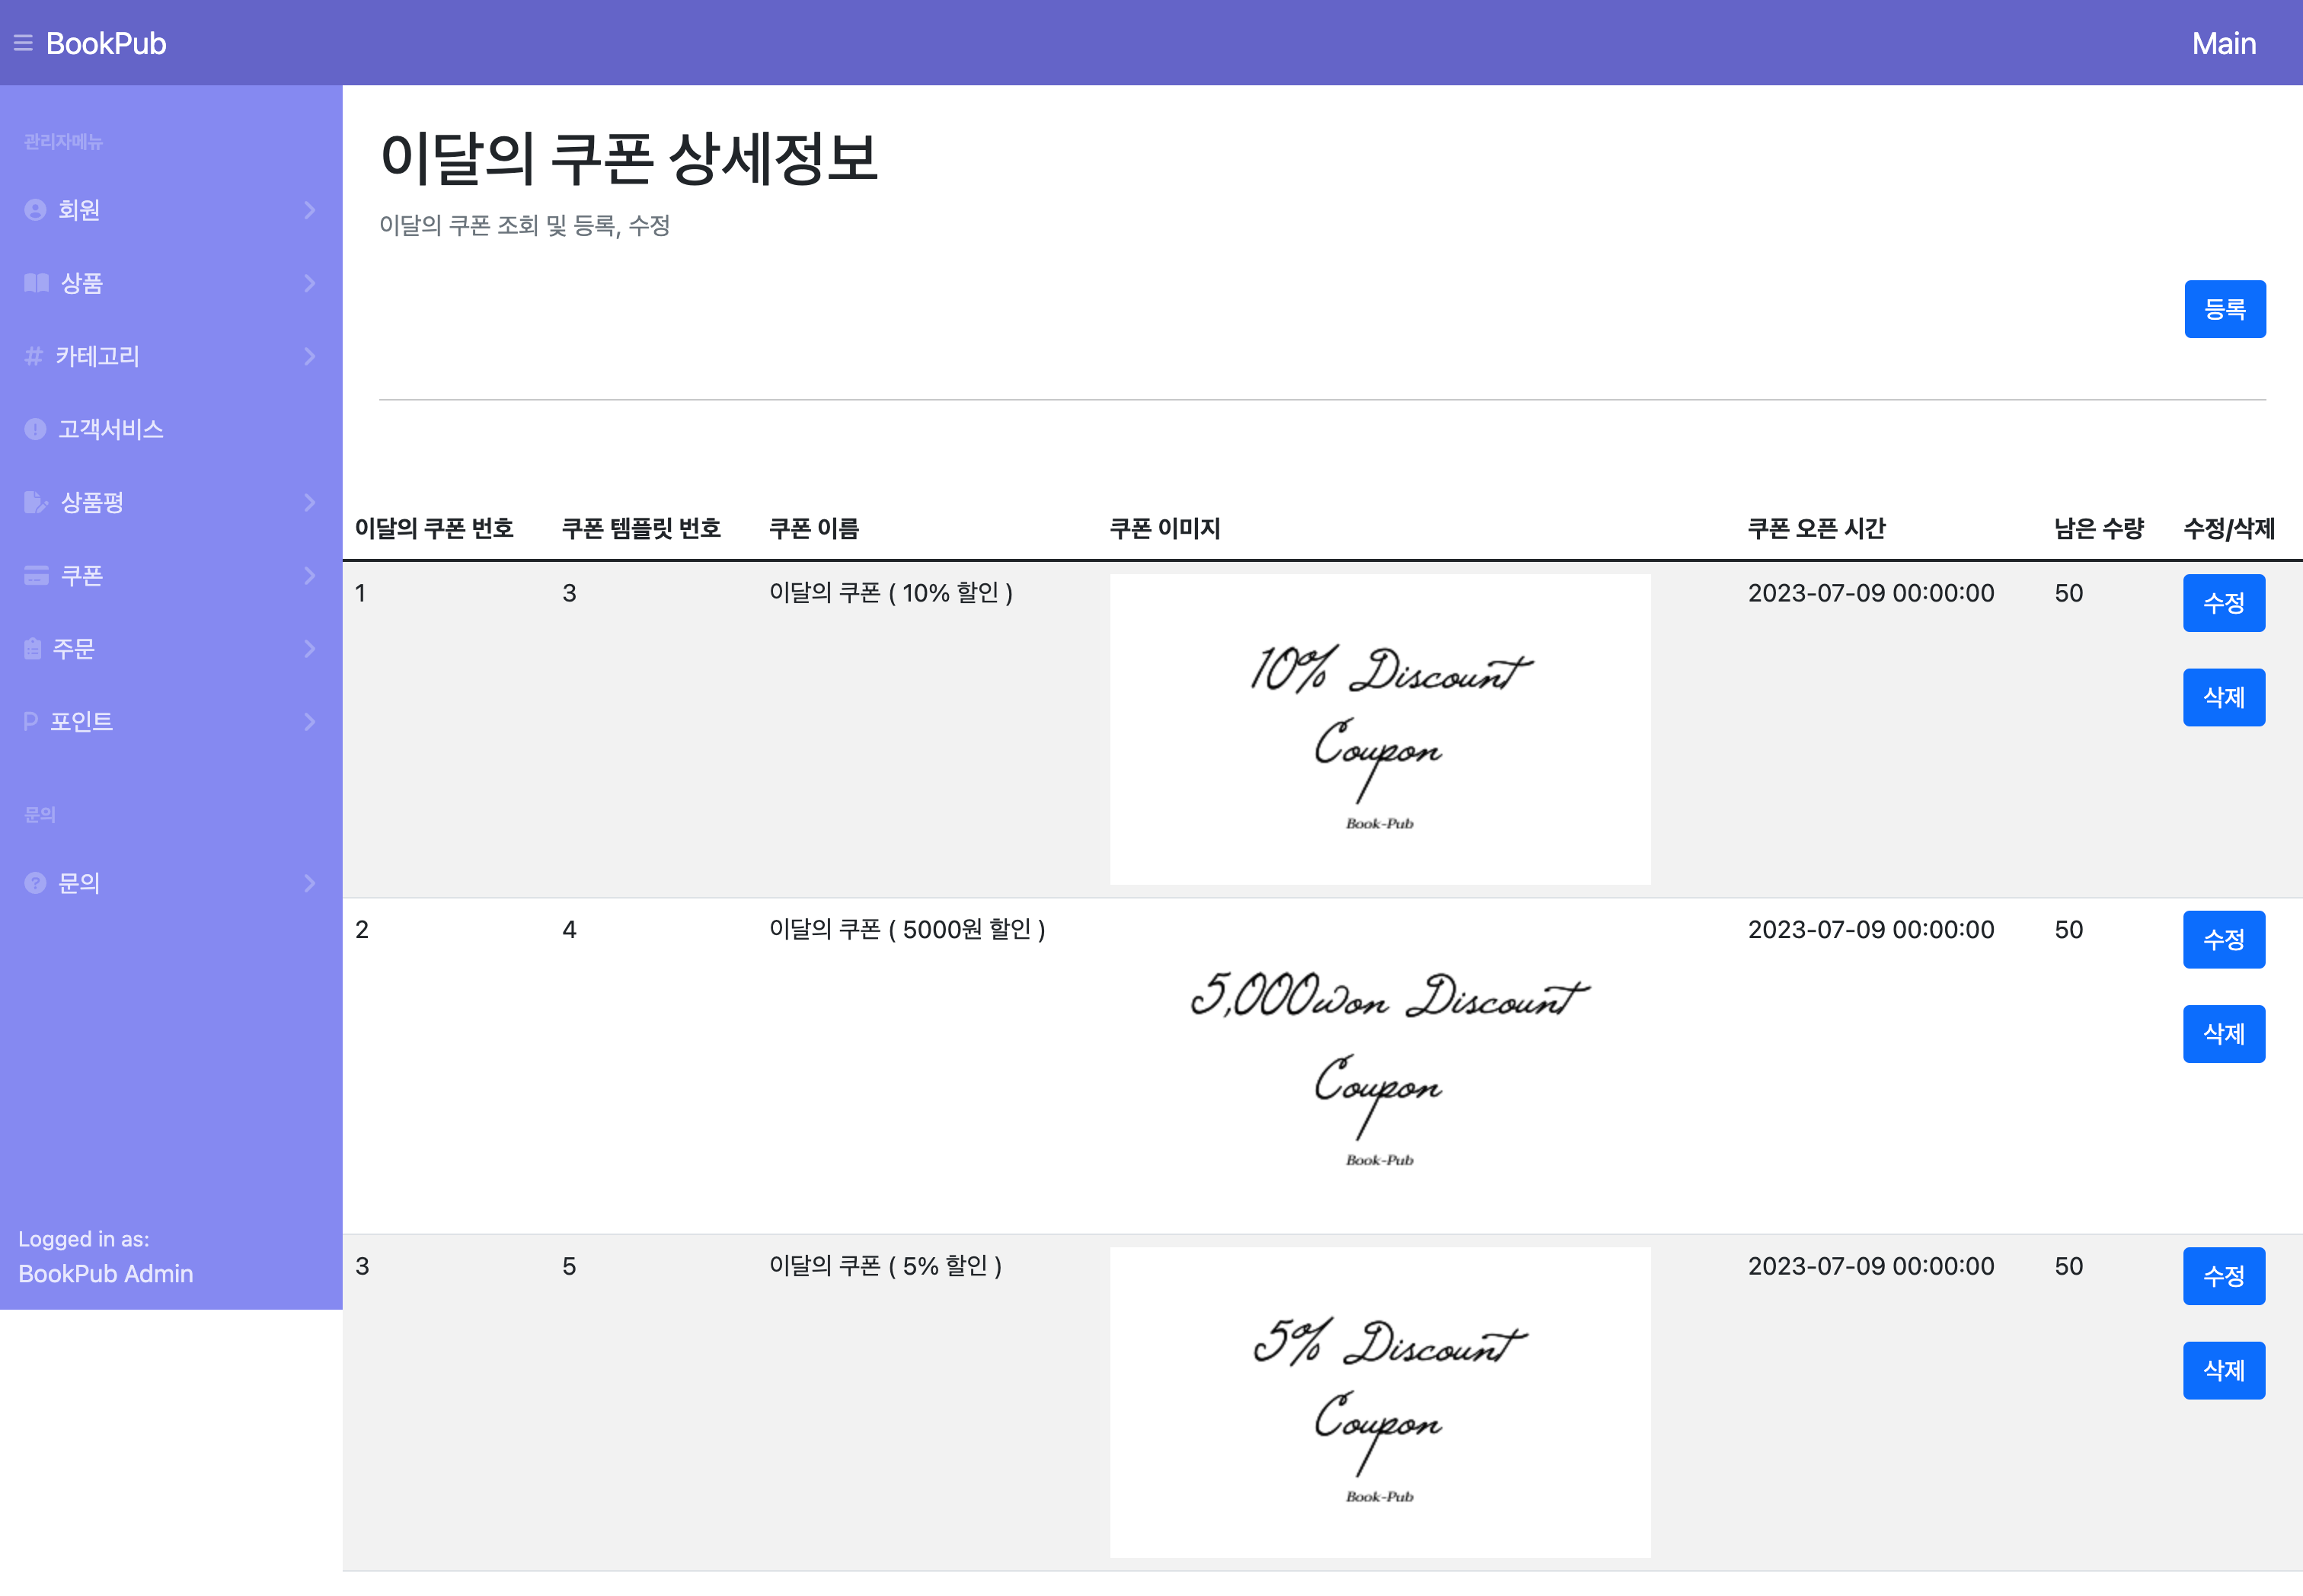 BookPub
Main
관리자메뉴
회원
상품
카테고리
고객서비스
상품평
쿠폰
주문
P 포인트
문의
문의
Logged in as:
BookPub Admin
이달의 쿠폰 상세정보
이달의 쿠폰 조회 및 등록, 수정
등록
이달의 쿠폰 번호 쿠폰 템플릿 번호 쿠폰 이름 쿠폰 이미지 쿠폰 오픈 시간 남은 수량 수정/삭제
1 3 이달의 쿠폰 ( 10% 할인 ) 2023-07-09 00:00:00 50 수정
10% Discount
삭제
Coupon
Book-Pub
2 4 이달의 쿠폰 ( 5000원 할인 ) 2023-07-09 00:00:00 50 수정
5,000won Discount
삭제
Coupon
Book-Pub
3 5 이달의 쿠폰 ( 5% 할인 ) 2023-07-09 00:00:00 50 수정
5% Discount
삭제
Coupon
Book-Pub